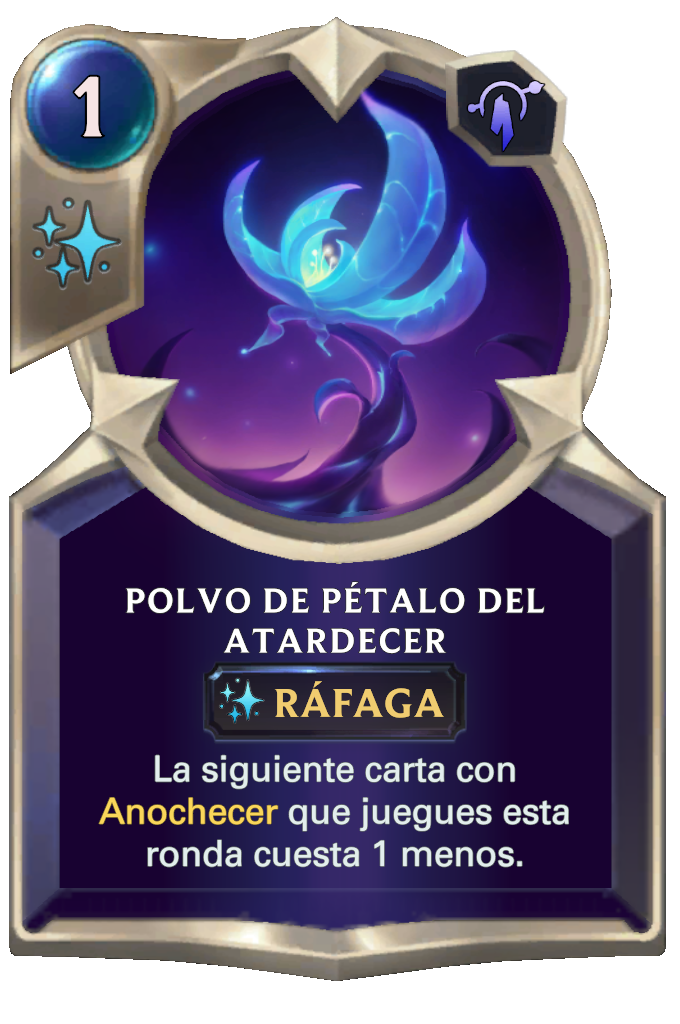 1
POLVO DE PÉTALO DEL
ATARDECER
RÁFAGA
La siguiente carta con
Anochecer que juegues esta
ronda cuesta 1 menos.